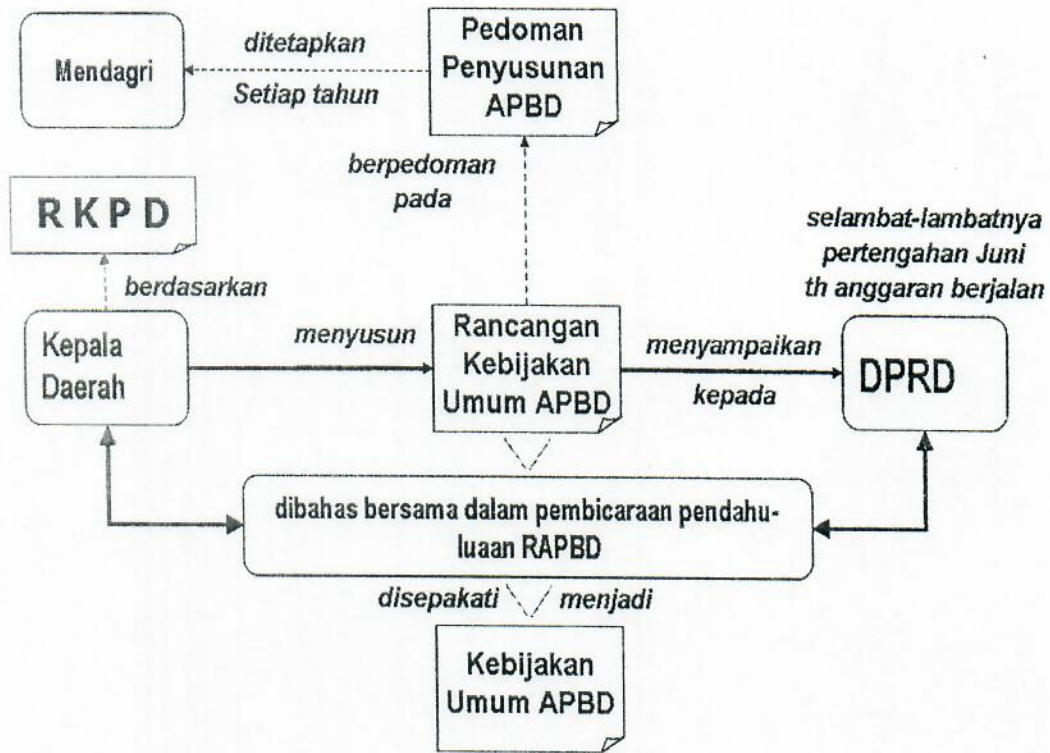 ditetapkan
Setiap tahun
Mendagri
Pedoman
Penyusunan
APBD
berpedoman
pada
R K P D
berdasarkan
selambat-lambatnya
pertengahan Juni
th anggaran berjalan
Kepala
Daerah
menyusun
Rancangan
Kebijakan
Umum APBD
menyampaikan
kepada
DPRD
dibahas bersama dalam pembicaraan pendahu-
luaan RAPBD
disepakati
menjadi
Kebijakan
Umum APBD